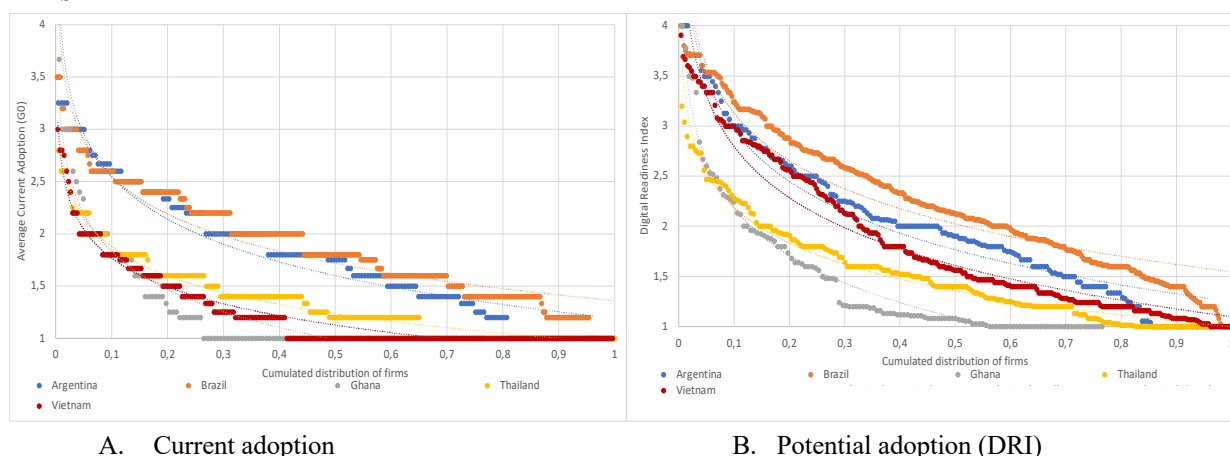 4
3,5
3
2,5
2
1,5
1
Average Current Adoption (G0)
0 0,1 0,2 0,3 0,4 0,5 0,6 0,7 0,8 0,9 1
Cumulated distribution of firms
Argentina Brazil Ghana Thailand
Vietnam
4
3,5
3
2,5
2
1,5
1
Digital Readiness Index
0 0,1 0,2 0,3 0,4 0,5 0,6 0,7 0,8 0,9
Cumulated distribution of firms
Argentina Brazil Ghana Thailand
Vietnam
A. Current adoption B. Potential adoption (DRI)